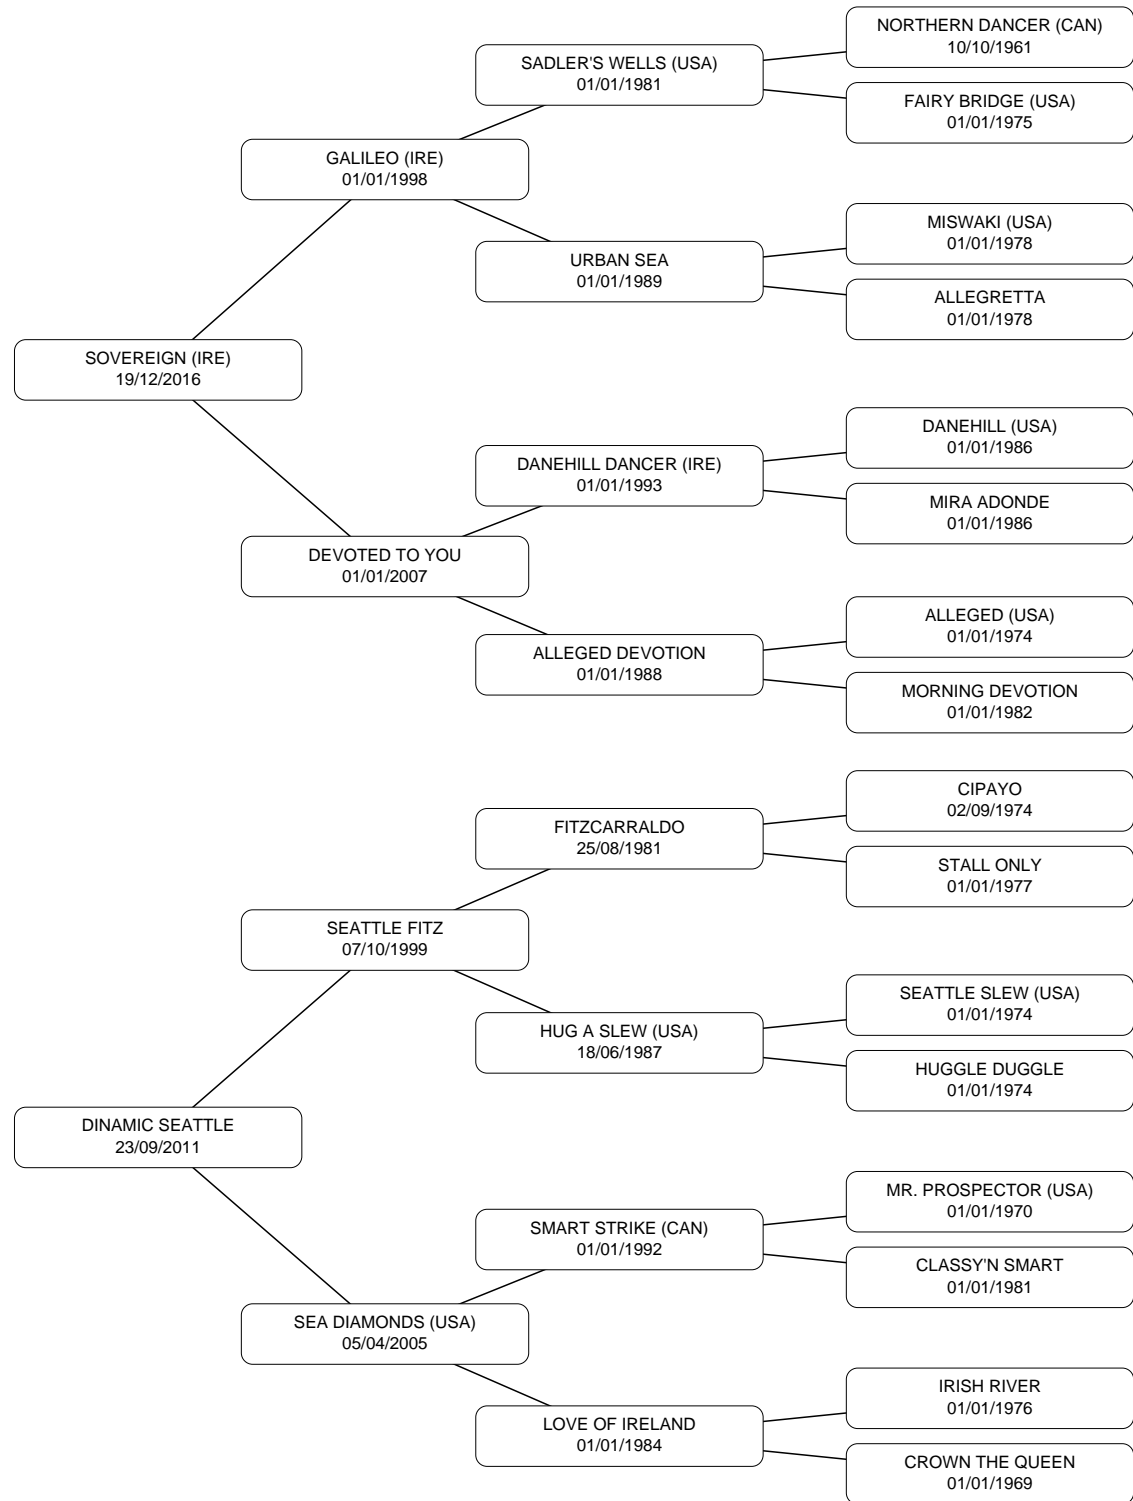 NORTHERN DANCER (CAN)
10/10/1961
SADLER'S WELLS (USA)
01/01/1981
FAIRY BRIDGE (USA)
01/01/1975
GALILEO (IRE)
01/01/1998
MISWAKI (USA)
01/01/1978
URBAN SEA
01/01/1989
ALLEGRETTA
01/01/1978
SOVEREIGN (IRE)
19/12/2016
DANEHILL (USA)
01/01/1986
DANEHILL DANCER (IRE)
01/01/1993
MIRA ADONDE
01/01/1986
DEVOTED TO YOU
01/01/2007
ALLEGED (USA)
01/01/1974
ALLEGED DEVOTION
01/01/1988
MORNING DEVOTION
01/01/1982
CIPAYO
02/09/1974
FITZCARRALDO
25/08/1981
STALL ONLY
01/01/1977
SEATTLE FITZ
07/10/1999
SEATTLE SLEW (USA)
01/01/1974
HUG A SLEW (USA)
18/06/1987
HUGGLE DUGGLE
01/01/1974
DINAMIC SEATTLE
23/09/2011
MR. PROSPECTOR (USA)
01/01/1970
SMART STRIKE (CAN)
01/01/1992
CLASSY'N SMART
01/01/1981
SEA DIAMONDS (USA)
05/04/2005
IRISH RIVER
01/01/1976
LOVE OF IRELAND
01/01/1984
CROWN THE QUEEN
01/01/1969